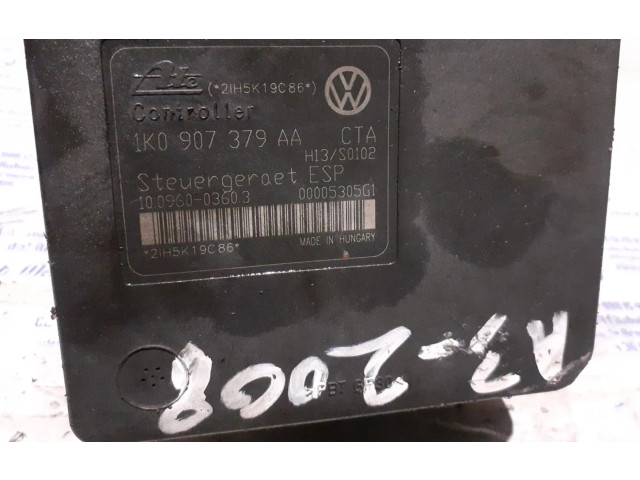 Ate (*2IH5K19C86*)
Controller
1K0 907 379 AA CTA
H13/S0102
Steuergeraet ESP
10.0960-0360.3 00005305G1
MADE IN HUNGARY
*2IH5K19C86*
A3-2008